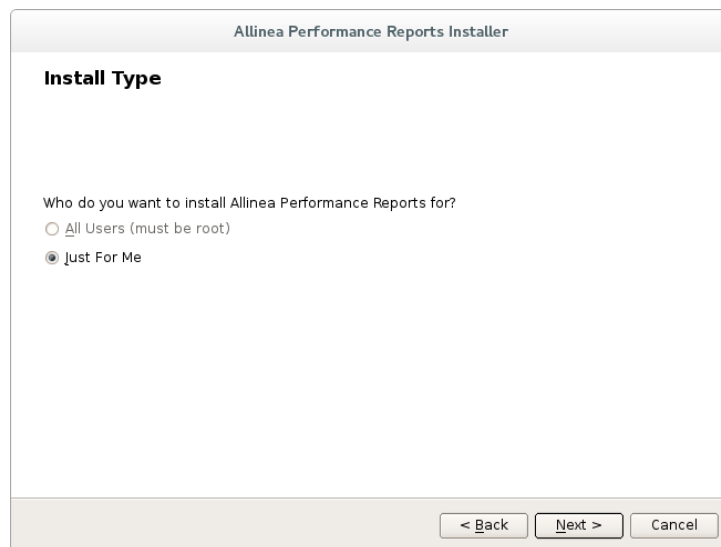 Allinea Performance Reports Installer
Install Type
Who do you want to install Allinea Performance Reports for?
All Users (must be root)
Just For Me
< Back Next > Cancel